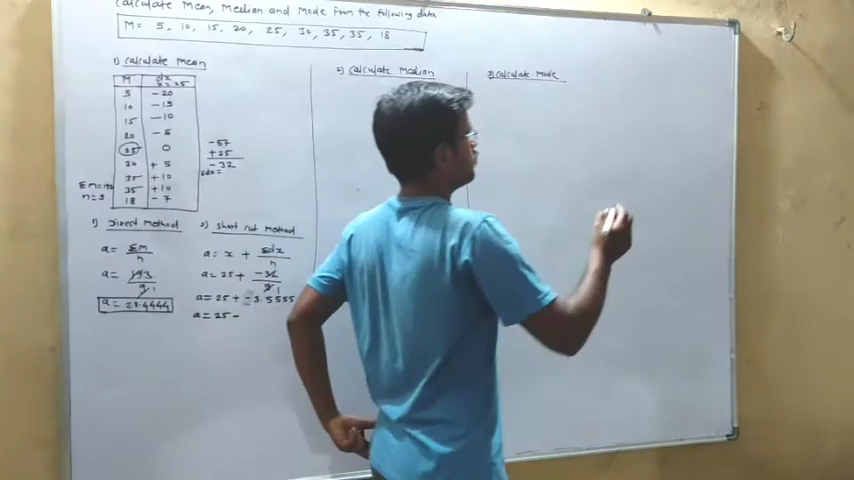 Calculate Mean, Median and Mode from the following data
M = 5, 10, 15, 20, 25, 30, 35, 35, 18
1) Calculate Mean
M dx
x = 25
5 -20
10 -15
15 -10
20 -5
25 0
30 +5
35 +10
35 +10
18 -7
Σm=193
n=9
-57
+25
-32
Σdx=
1) Direct Method
a = Σm/n
a = 193/9 1
a = 21.4444
2) Short cut Method
a = x + Σdx/n
a = 25 + -32/9 1
a = 25 + -3.5555
a = 25 -
2) Calculate Median
3) Calculate Mode